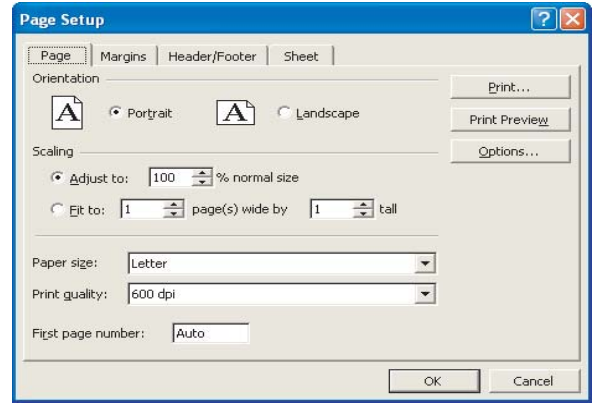 Page Setup
Page Margins Header/Footer Sheet
Orientation
A Portrait A Landscape
Print...
Print Preview
Options...
Scaling
Adjust to: 100 % normal size
Fit to: 1 page(s) wide by 1 tall
Paper size: Letter
Print quality: 600 dpi
First page number: Auto
OK Cancel